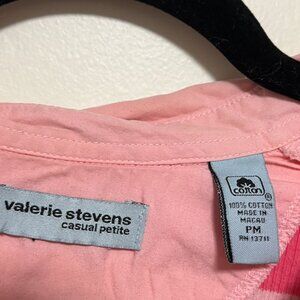 valerie stevens
casual petite
cotton
®
100% COTTON
MADE IN
MACAU
PM
RN 13711